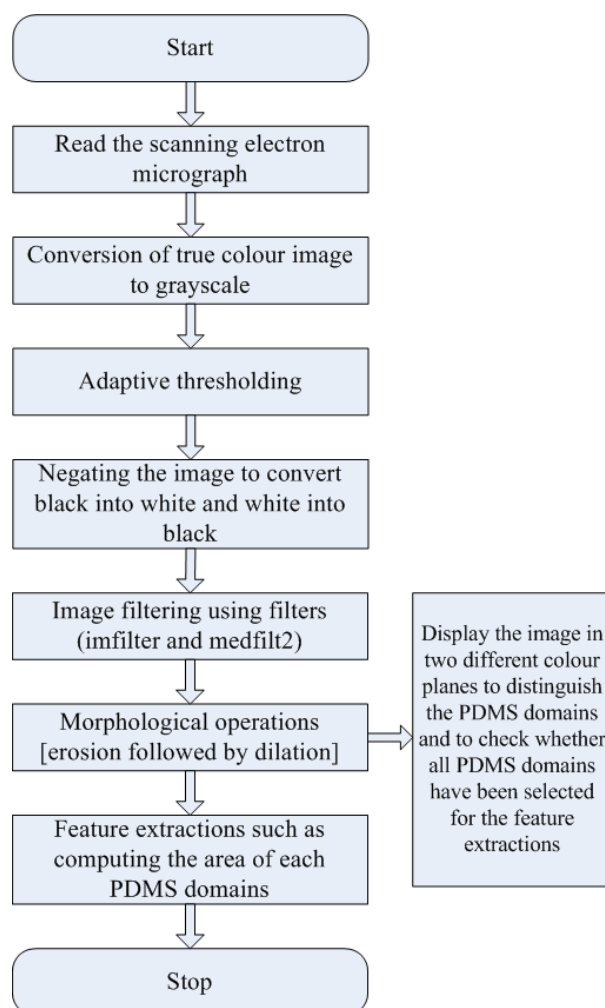 Start
Read the scanning electron
micrograph
Conversion of true colour image
to grayscale
Adaptive thresholding
Negating the image to convert
black into white and white into
black
Image filtering using filters
(imfilter and medfilt2)
Morphological operations
[erosion followed by dilation]
Display the image in
two different colour
planes to distinguish
the PDMS domains
and to check whether
all PDMS domains
have been selected
for the feature
extractions
Feature extractions such as
computing the area of each
PDMS domains
Stop